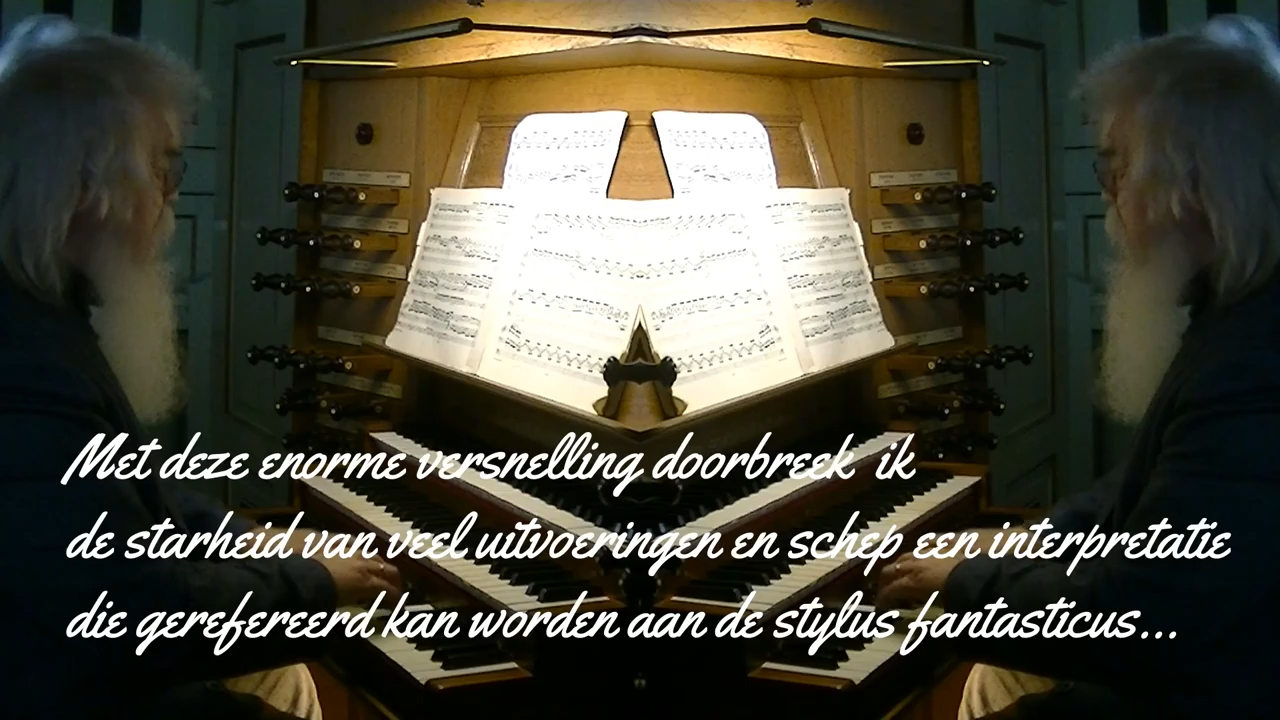 Met deze enorme versnelling doorbreek ik
de starheid van veel uitvoeringen en schep een interpretatie
die gerefereerd kan worden aan de stylus fantasticus...